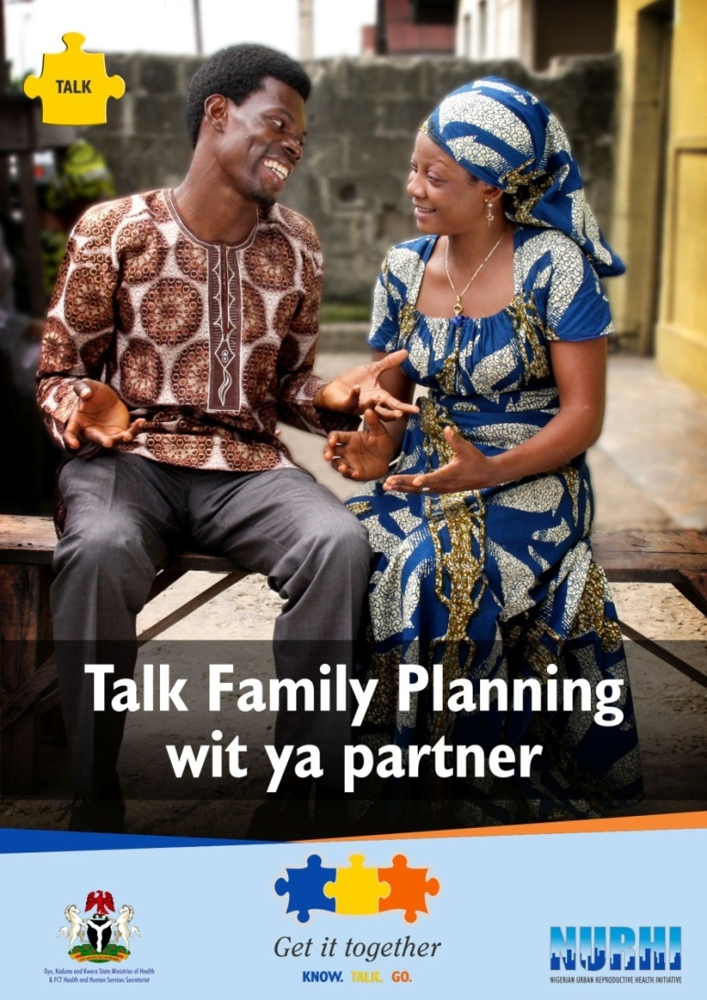 TALK
Talk Family Planning
wit ya partner
Get it together
KNOW. TALK. GO.
Oyo, Kaduna and Kwara State Ministries of Health
& FCT Health and Human Services Secretariat
NURHI
NIGERIAN URBAN REPRODUCTIVE HEALTH INITIATIVE